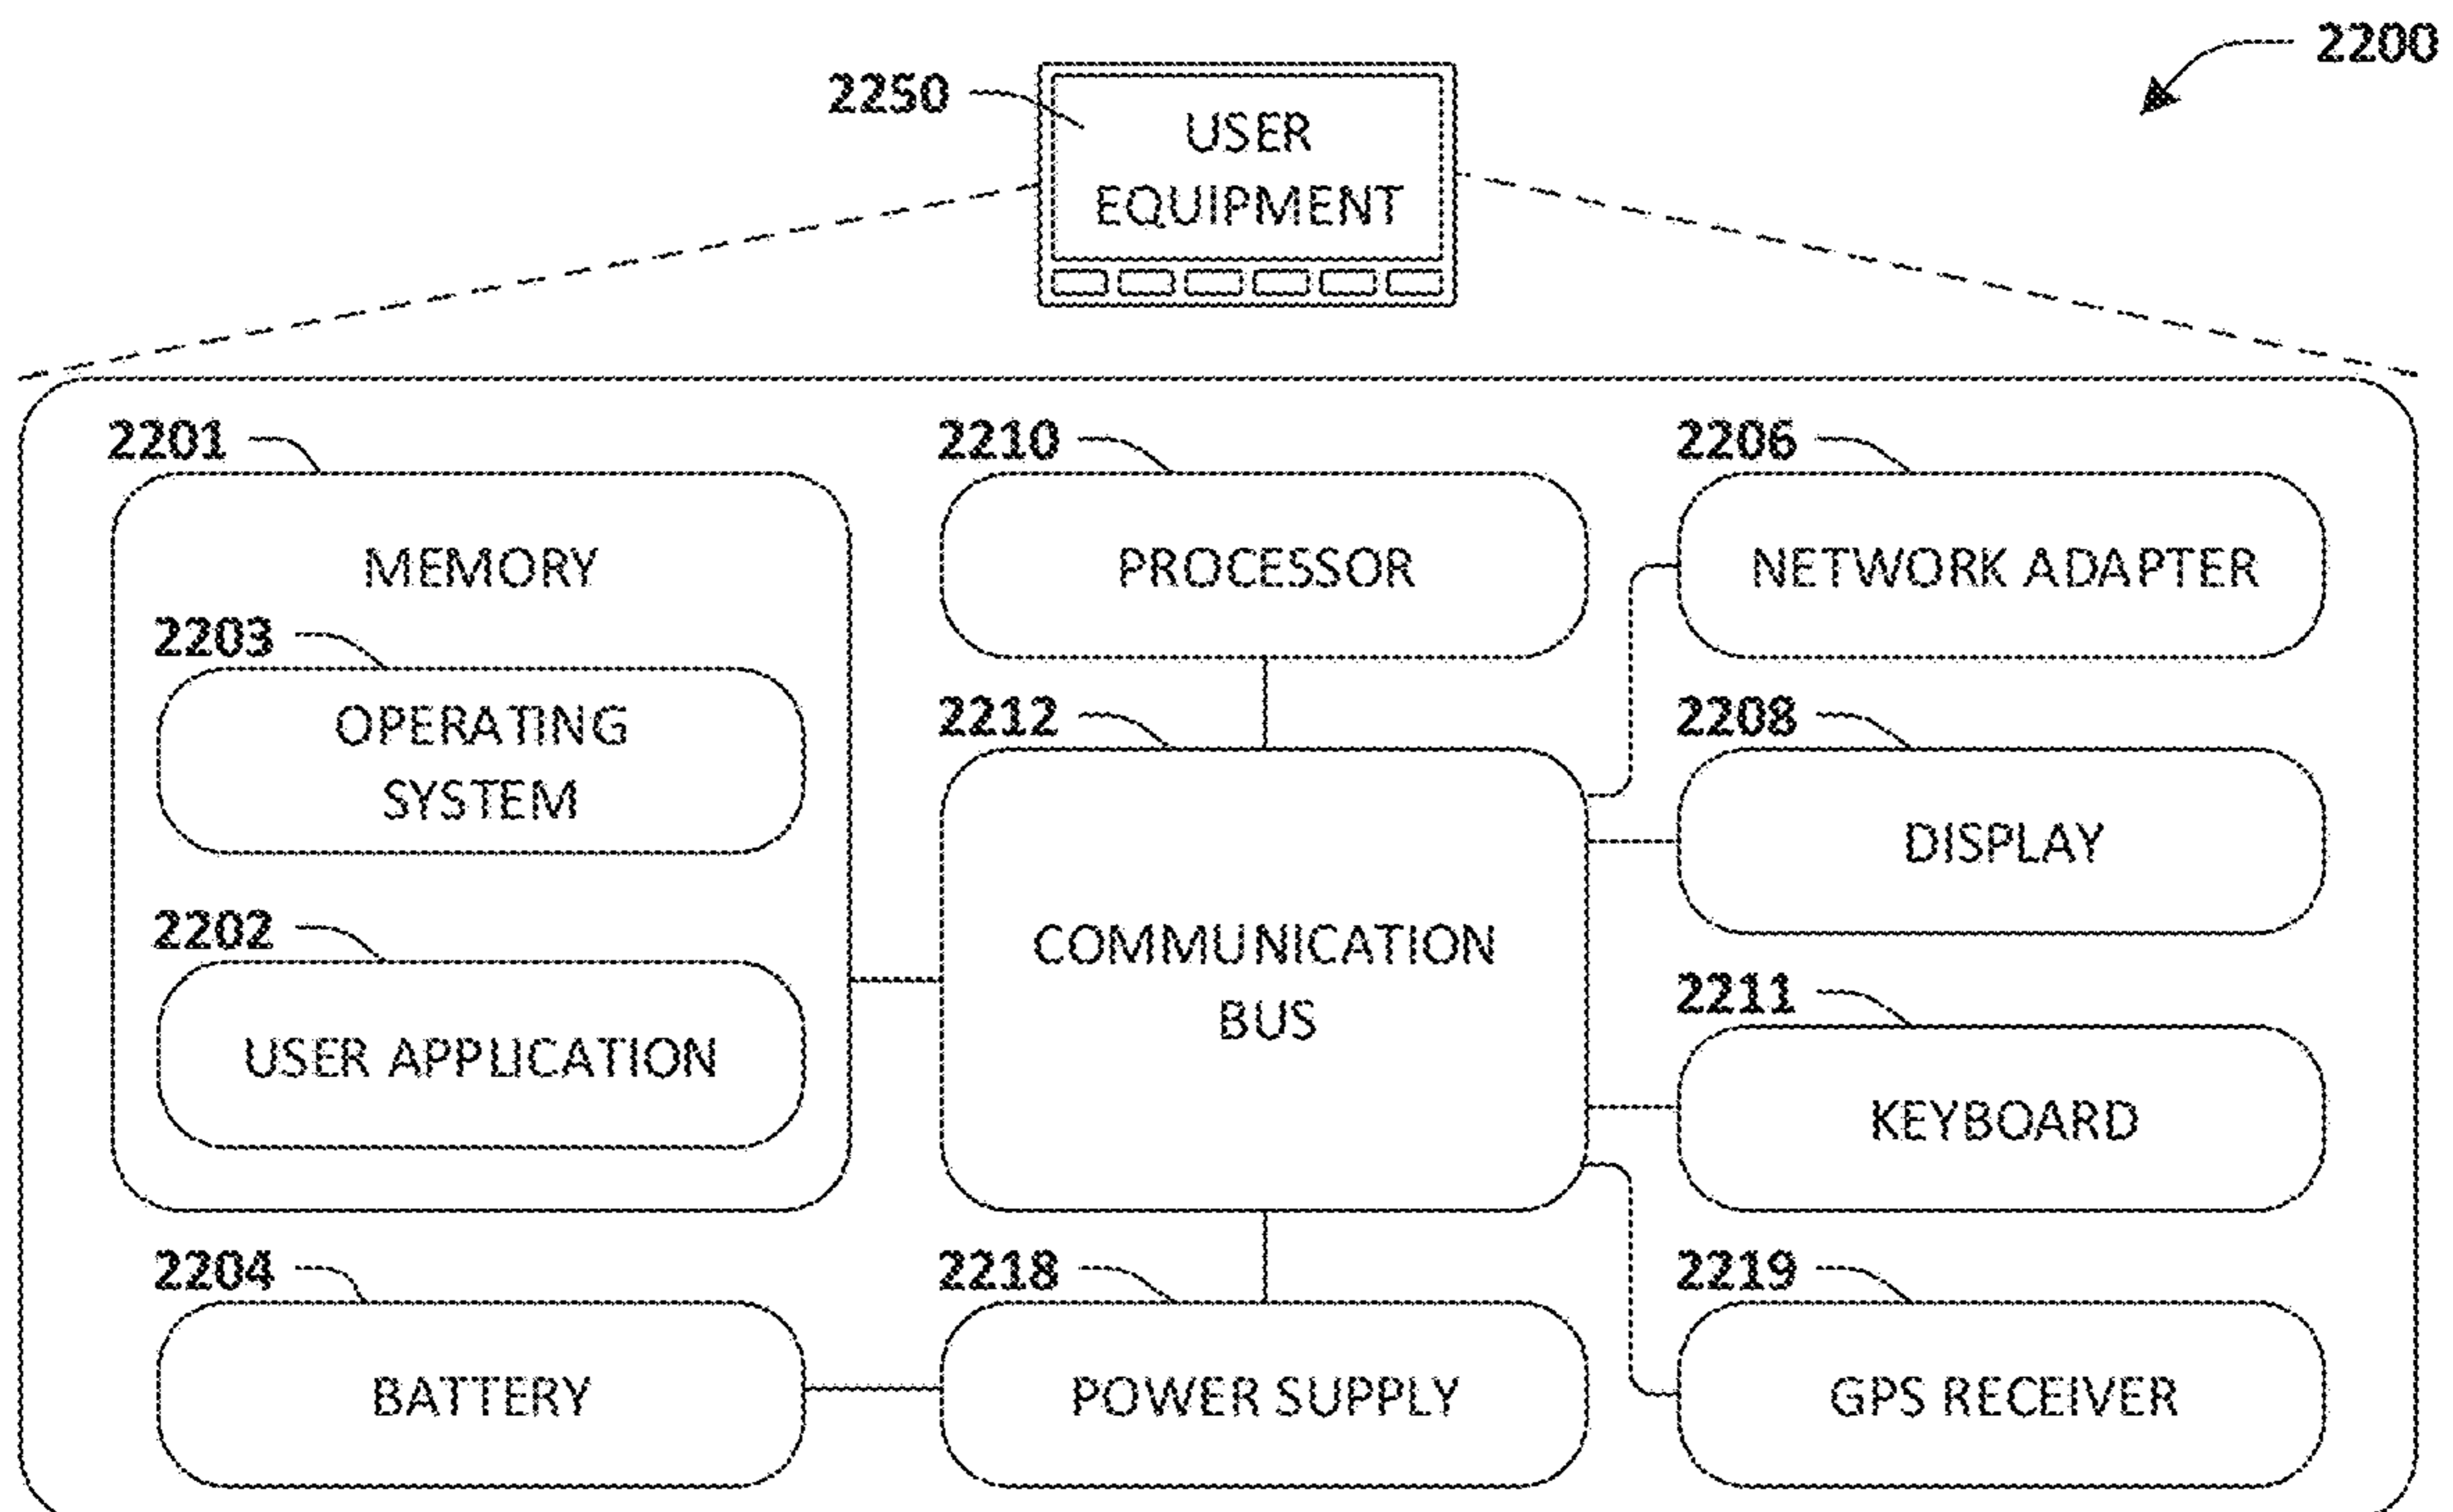 2200
2250
USER
EQUIPMENT
2201
2210
2206
MEMORY
PROCESSOR
NETWORK ADAPTER
2203
OPERATING
SYSTEM
2212
2208
DISPLAY
2202
USER APPLICATION
COMMUNICATION
BUS
2211
KEYBOARD
2204
2218
2219
BATTERY
POWER SUPPLY
GPS RECEIVER